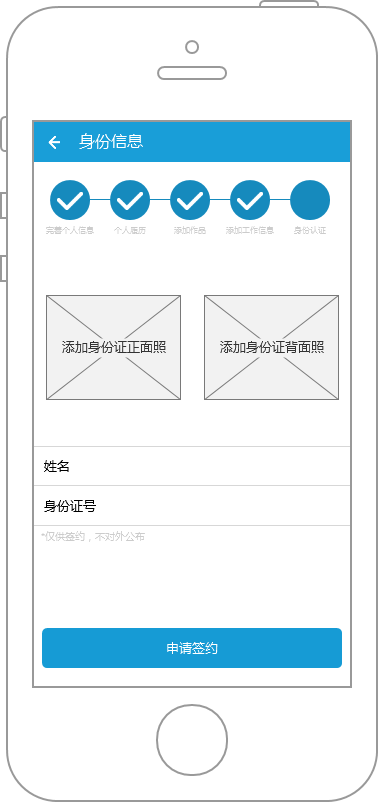 身份信息
完善个人信息 个人履历 添加作品 添加工作信息 身份认证
添加身份证正面照 添加身份证背面照
姓名
身份证号
*仅供签约，不对外公布
申请签约